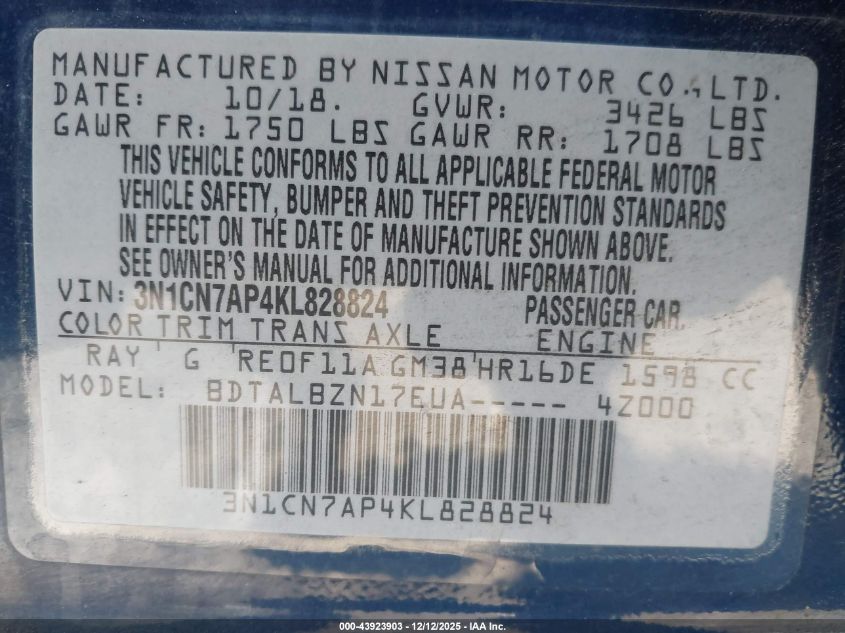 MANUFACTURED BY NISSAN MOTOR CO., LTD.
DATE: 10/18. GVWR: 3426 LBS
GAWR FR: 1750 LBS GAWR RR: 1708 LBS
THIS VEHICLE CONFORMS TO ALL APPLICABLE FEDERAL MOTOR
VEHICLE SAFETY, BUMPER AND THEFT PREVENTION STANDARDS
IN EFFECT ON THE DATE OF MANUFACTURE SHOWN ABOVE.
SEE OWNER'S MANUAL FOR ADDITIONAL INFORMATION.
VIN: 3N1CN7AP4KL828824 PASSENGER CAR.
COLOR TRIM TRANS AXLE ENGINE
RAY G RE0F11A GM38 HR16DE 1598 CC
MODEL: BDTALBZN17EUA----- 4Z000
3N1CN7AP4KL828824
000-43923903 - 12/12/2025 - IAA Inc.